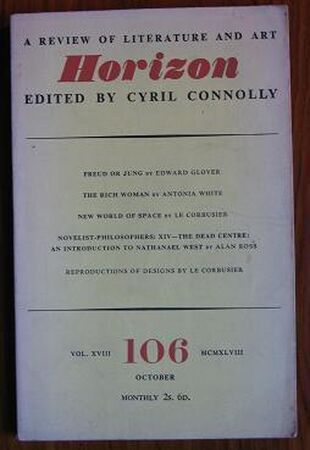 A REVIEW OF LITERATURE AND ART
Horizon
EDITED BY CYRIL CONNOLLY
FREUD OR JUNG BY EDWARD GLOVER
THE RICH WOMAN BY ANTONIA WHITE
NEW WORLD OF SPACE BY LE CORBUSIER
NOVELIST-PHILOSOPHERS: XIV—THE DEAD CENTRE:
AN INTRODUCTION TO NATHANAEL WEST BY ALAN ROSS
REPRODUCTIONS OF DESIGNS BY LE CORBUSIER
VOL. XVIII 106 MCMXLVIII
OCTOBER
MONTHLY 2s. 6D.